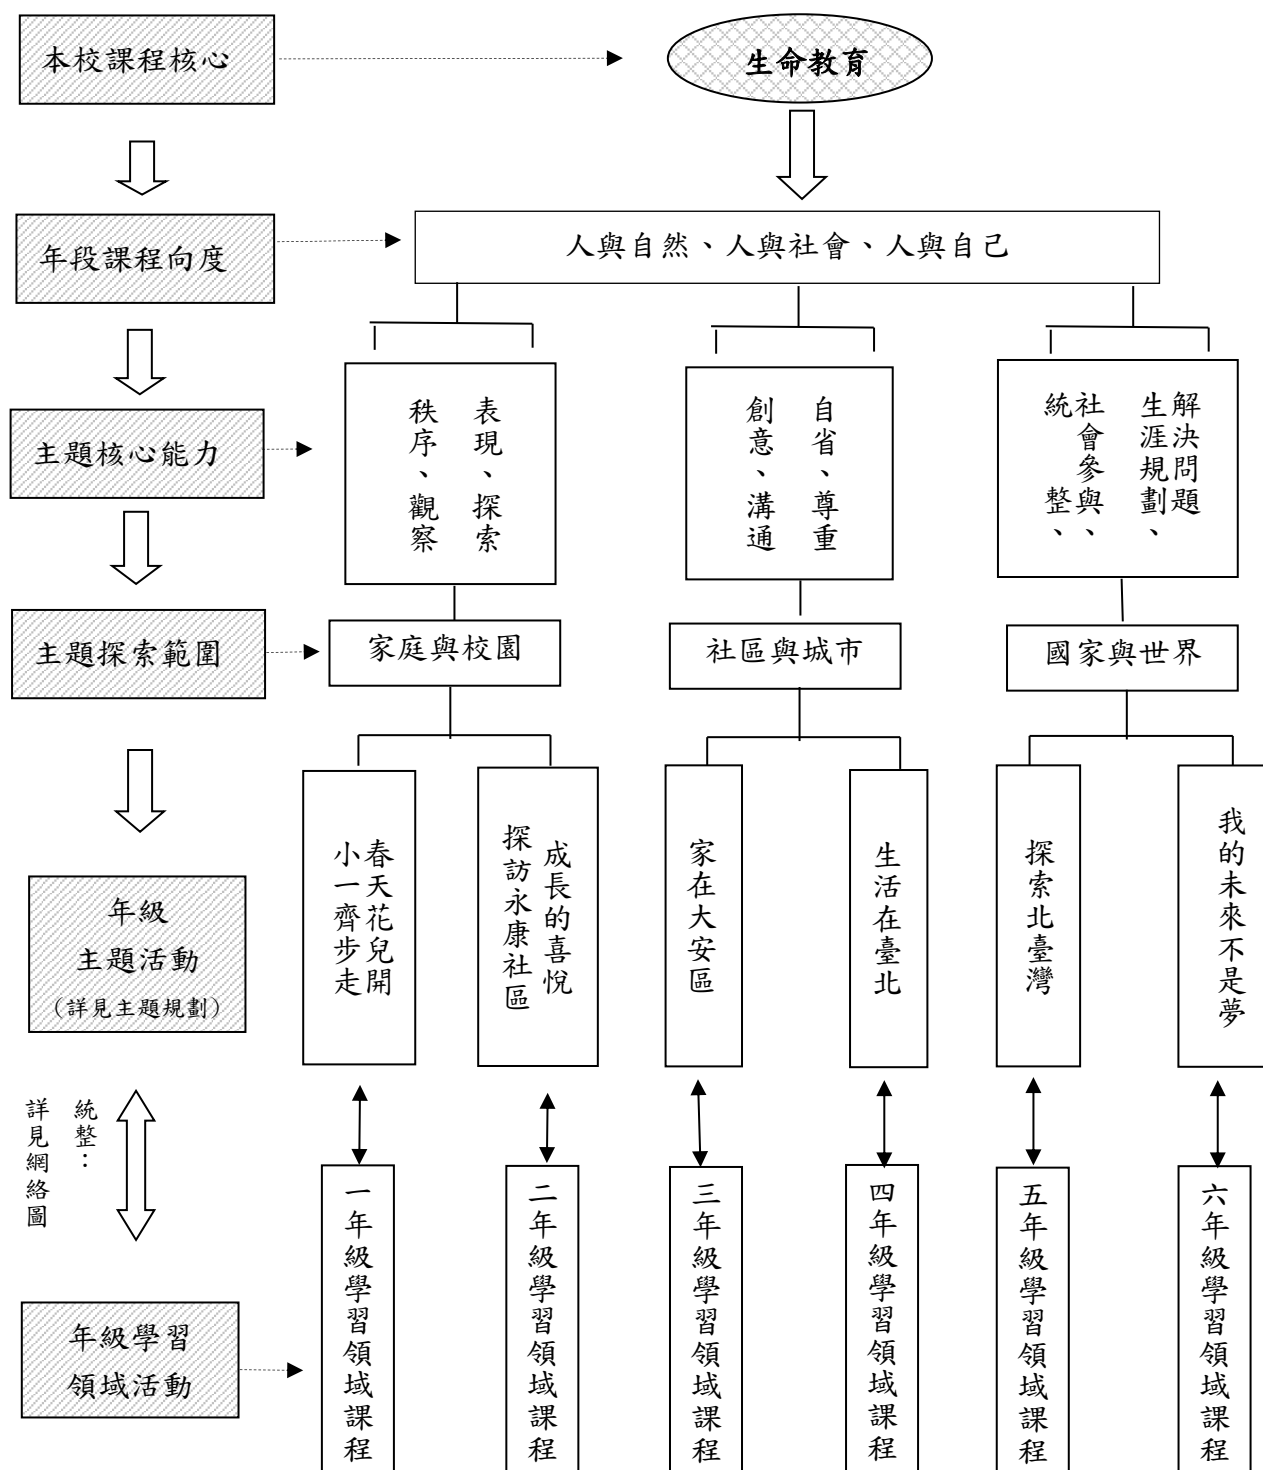 本校課程核心
生命教育
年段課程向度
人與自然、人與社會、人與自己
主題核心能力
表現、探索
秩序、觀察
自省、尊重
創意、溝通
解決問題
生涯規劃、
社會參與、
統整、
主題探索範圍
家庭與校園
社區與城市
國家與世界
年級
主題活動
(詳見主題規劃)
春天花兒開
小一齊步走
成長的喜悅
探訪永康社區
家在大安區
生活在臺北
探索北臺灣
我的未來不是夢
統整：
詳見網絡圖
年級學習
領域活動
一年級學習領域課程
二年級學習領域課程
三年級學習領域課程
四年級學習領域課程
五年級學習領域課程
六年級學習領域課程